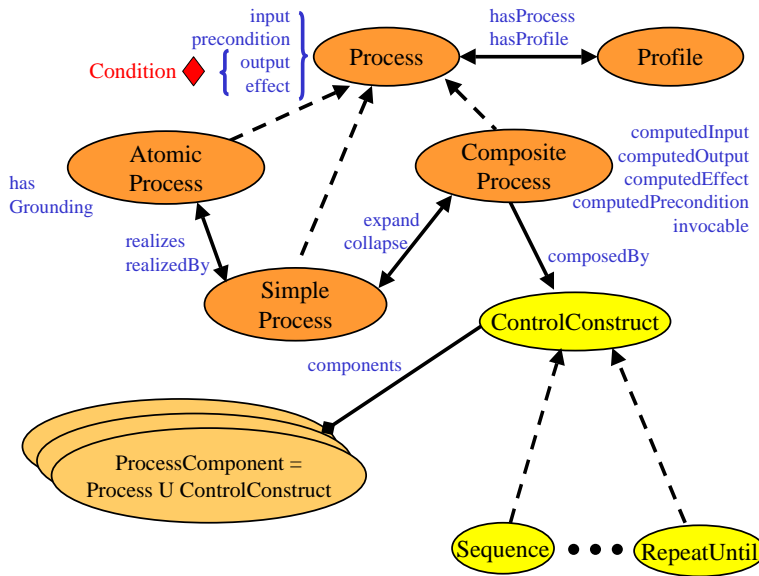 input
precondition
output
effect
Condition
Process
hasProcess
hasProfile
Profile
Atomic
Process
has
Grounding
Composite
Process
computedInput
computedOutput
computedEffect
computedPrecondition
invocable
realizes
realizedBy
expand
collapse
composedBy
Simple
Process
ControlConstruct
components
ProcessComponent =
Process U ControlConstruct
Sequence
RepeatUntil